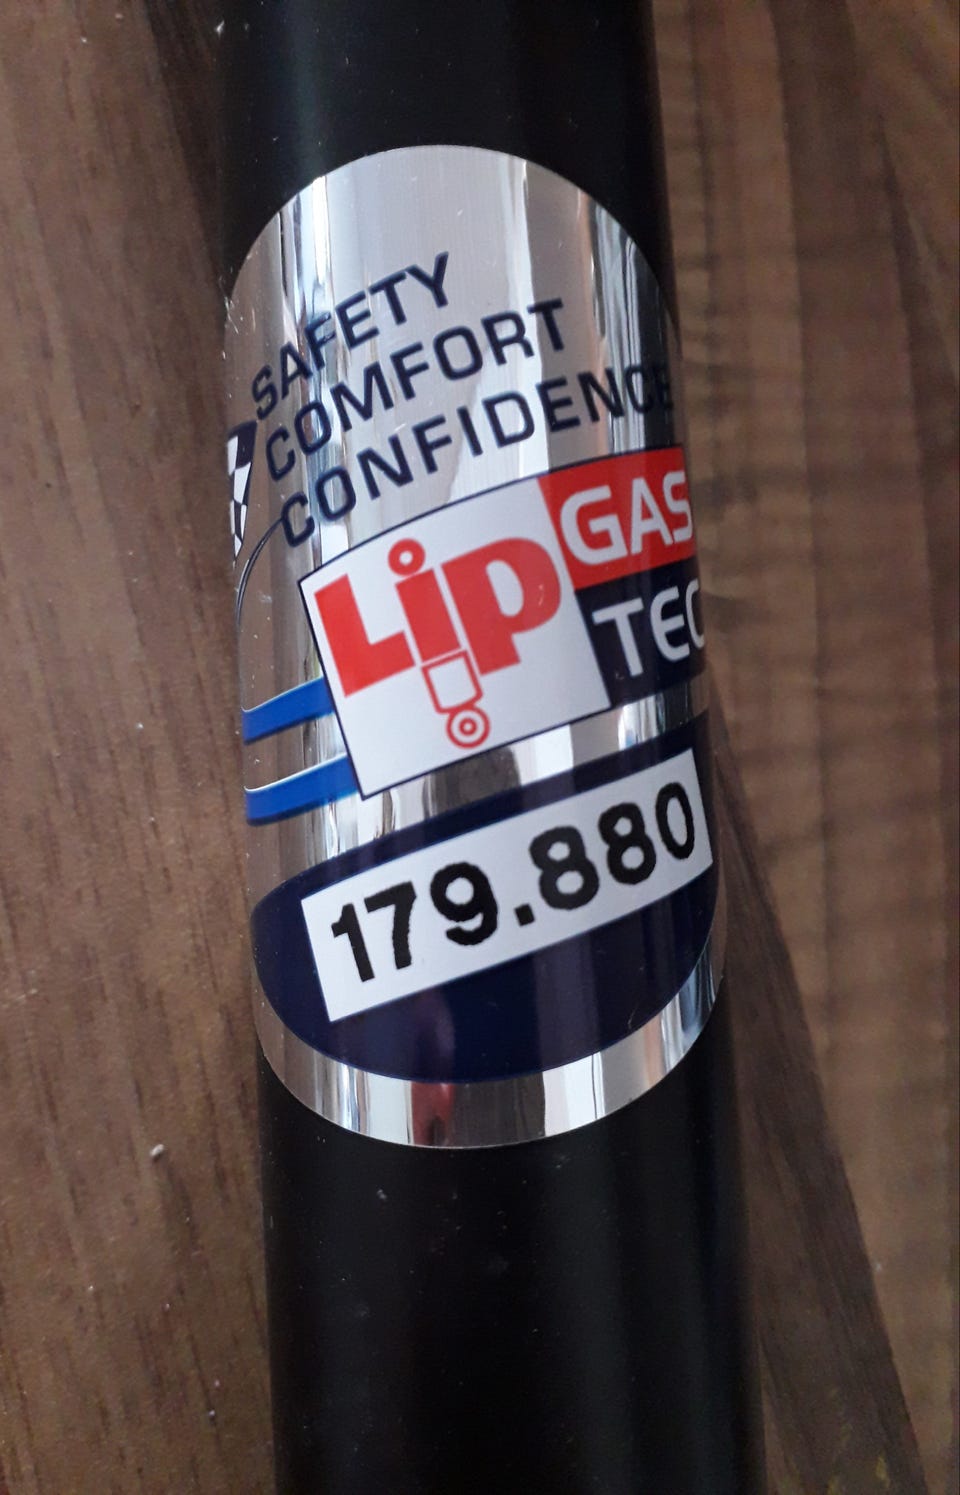 SAFETY
COMFORT
CONFIDENCE
Lip GAS
TEC
179.880